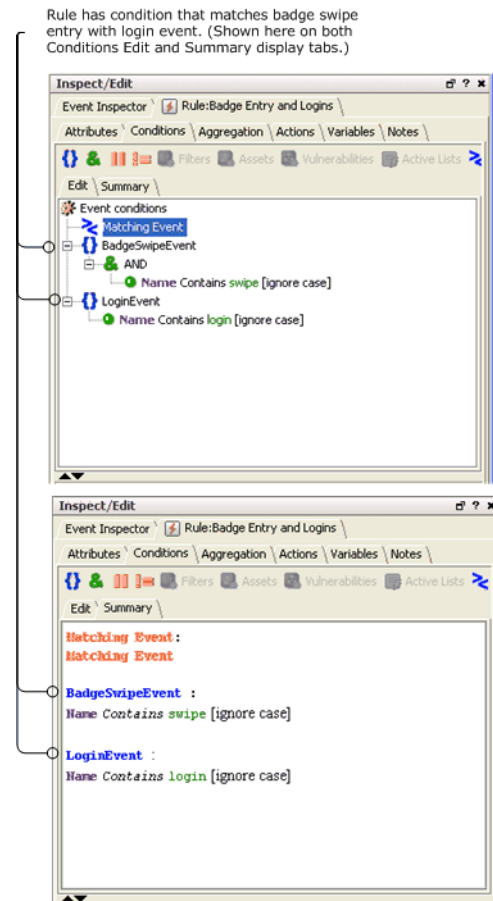 Rule has condition that matches badge swipe
entry with login event. (Shown here on both
Conditions Edit and Summary display tabs.)
Inspect/Edit ? ×
Event Inspector Rule:Badge Entry and Logins
Attributes Conditions Aggregation Actions Variables Notes
{} & Filters Assets Vulnerabilities Active Lists
Edit Summary
Event conditions
Matching Event
{} BadgeSwipeEvent
& AND
Name Contains swipe [ignore case]
{} LoginEvent
Name Contains login [ignore case]
Inspect/Edit ? ×
Event Inspector Rule:Badge Entry and Logins
Attributes Conditions Aggregation Actions Variables Notes
{} & Filters Assets Vulnerabilities Active Lists
Edit Summary
Matching Event:
Matching Event
BadgeSwipeEvent :
Name Contains swipe [ignore case]
LoginEvent :
Name Contains login [ignore case]